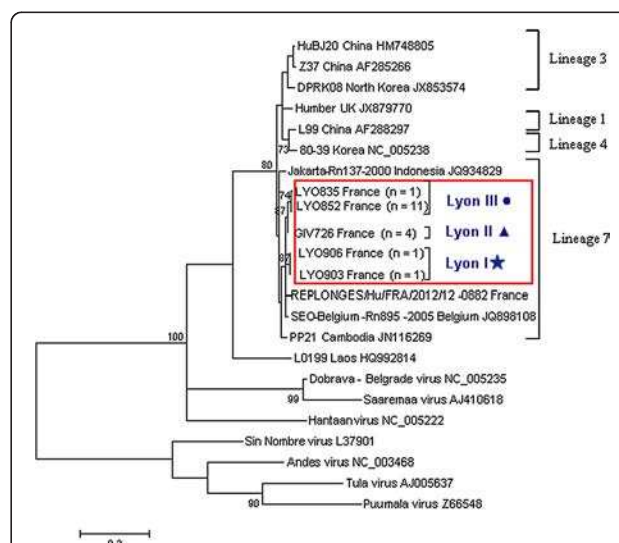 HuBJ20 China HM748805
Z37 China AF285266
DPRK08 North Korea JX853574
Lineage 3
Humber UK JX879770
Lineage 1
L99 China AF288297
Lineage 4
73
80-39 Korea NC_005238
80
Jakarta-Rn137-2000 Indonesia JQ934829
74
LYO835 France (n = 1)
LYO852 France (n = 11)
Lyon III
GIV726 France (n = 4)
Lyon II
Lineage 7
LYO906 France (n = 1)
LYO903 France (n = 1)
Lyon I
REPLONGES/Hu/FRA/2012/12 -0882 France
SEO-Belgium -Rn895 -2005 Belgium JQ898108
PP21 Cambodia JN116269
100
L0199 Laos HQ992814
Dobrava - Belgrade virus NC_005235
99
Saaremaa virus AJ410618
Hantaanvirus NC_005222
Sin Nombre virus L37901
Andes virus NC_003468
Tula virus AJ005637
90
Puumala virus Z66548